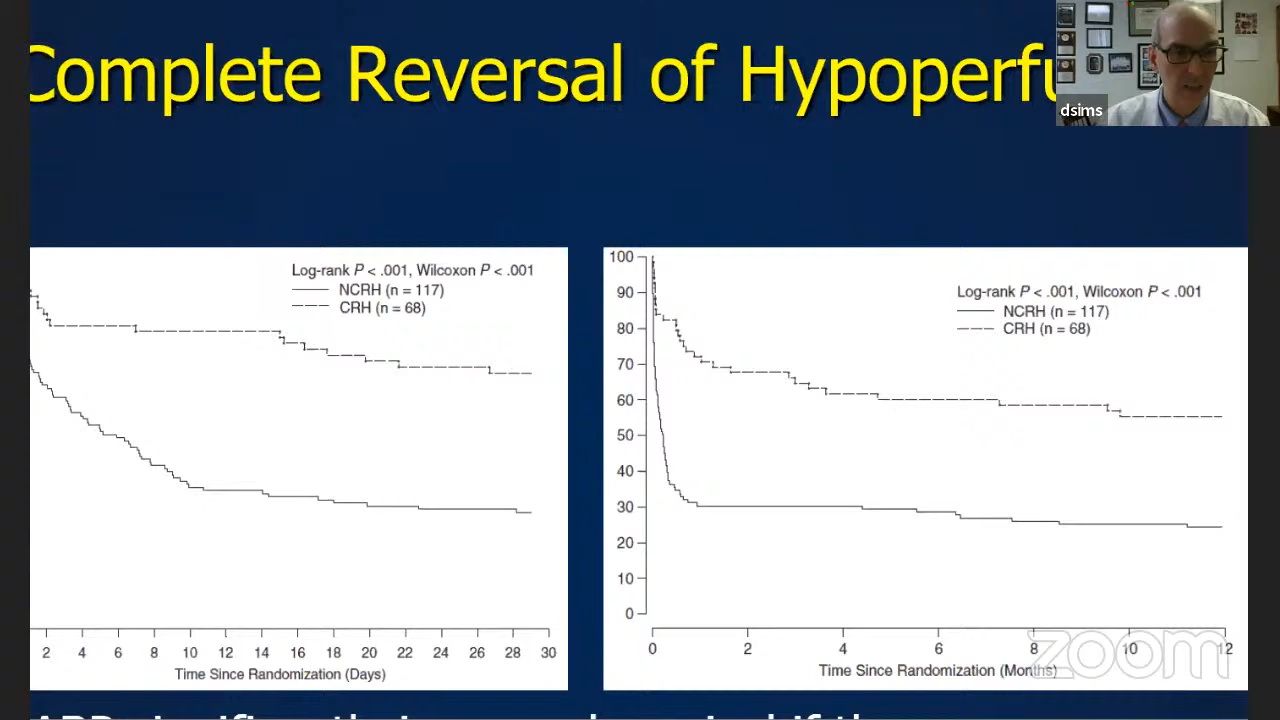 Complete Reversal of Hypoperfu
dsims
Log-rank P < .001, Wilcoxon P < .001
NCRH (n = 117)
CRH (n = 68)
2 4 6 8 10 12 14 16 18 20 22 24 26 28 30
Time Since Randomization (Days)
100
90
80
70
60
50
40
30
20
10
0
Log-rank P < .001, Wilcoxon P < .001
NCRH (n = 117)
CRH (n = 68)
0 2 4 6 8 10 12
Time Since Randomization (Months)
zoom